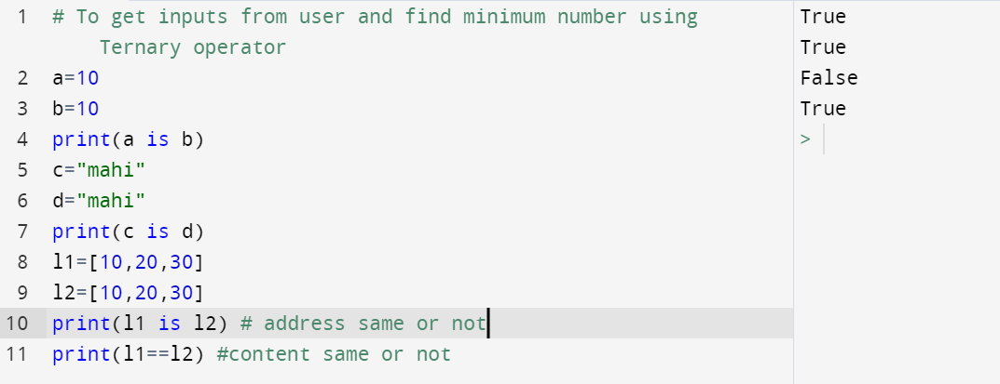 1 # To get inputs from user and find minimum number using
Ternary operator
2 a=10
3 b=10
4 print(a is b)
5 c="mahi"
6 d="mahi"
7 print(c is d)
8 l1=[10,20,30]
9 l2=[10,20,30]
10 print(l1 is l2) # address same or not
11 print(l1==l2) #content same or not
True
True
False
True
>